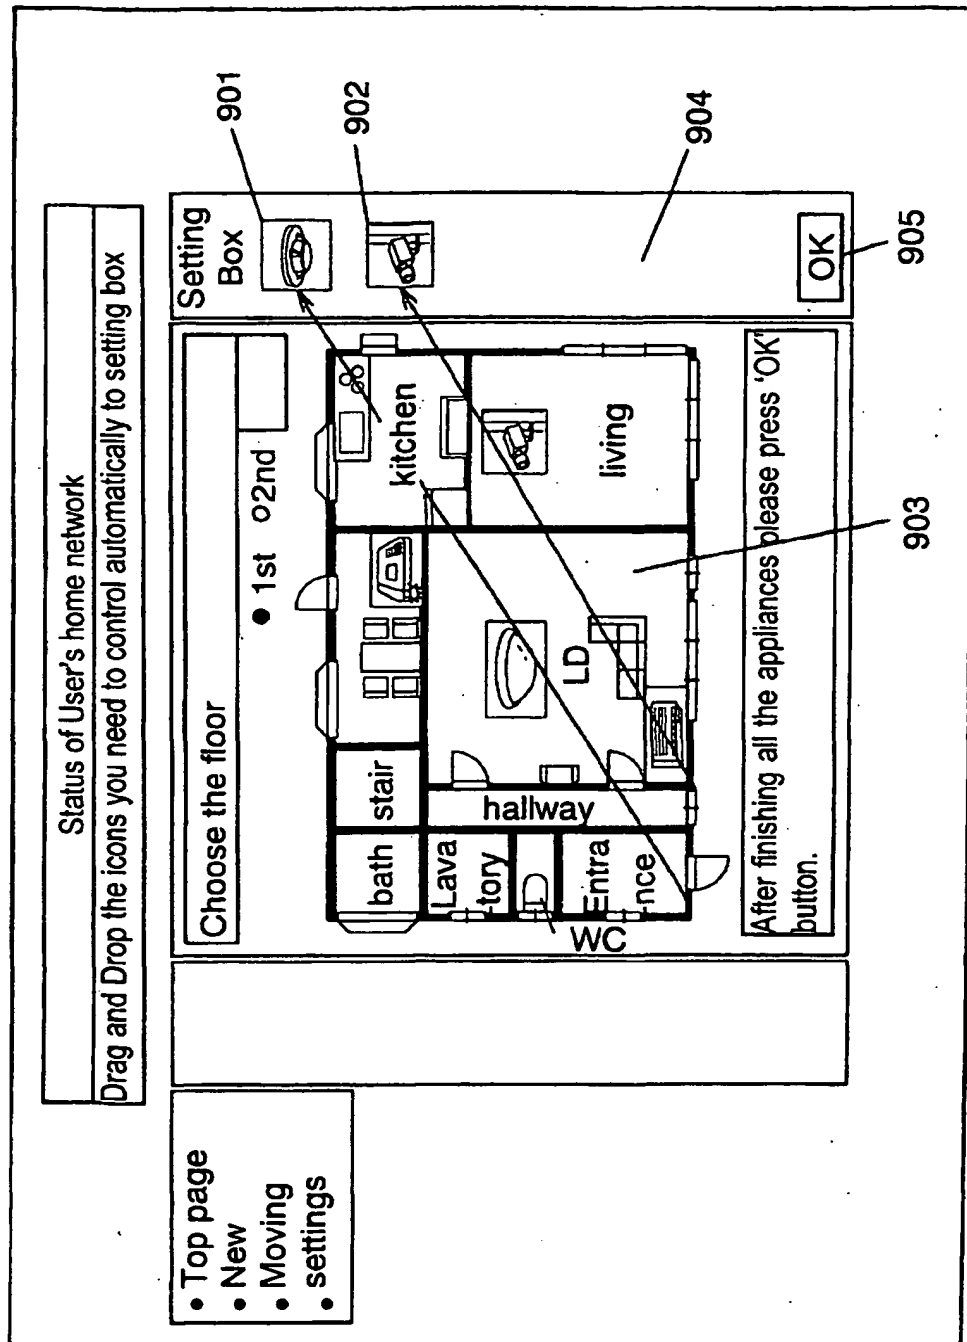 Status of User's home network
Drag and Drop the icons you need to control automatically to setting box
• Top page
• New
• Moving
• settings
Choose the floor
• 1st o2nd
bath
stair
kitchen
Lava
-tory
hallway
LD
living
WC
Entra
-nce
After finishing all the appliances please press 'OK'
button.
Setting
Box
OK
901
902
903
904
905